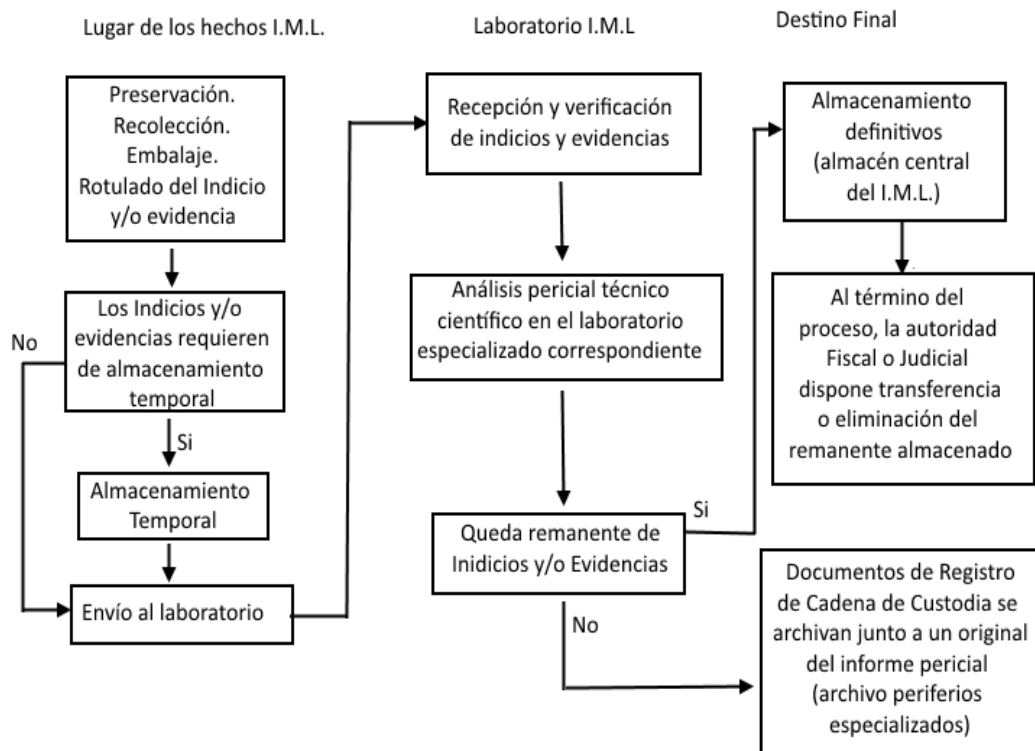 Lugar de los hechos I.M.L.
Preservación.
Recolección.
Embalaje.
Rotulado del Indicio
y/o evidencia
Los Indicios y/o
evidencias requieren
de almacenamiento
temporal
No
Si
Almacenamiento
Temporal
Envío al laboratorio
Laboratorio I.M.L
Recepción y verificación
de indicios y evidencias
Análisis pericial técnico
científico en el laboratorio
especializado correspondiente
Queda remanente de
Inidicios y/o Evidencias
Si
No
Destino Final
Almacenamiento
definitivos
(almacén central
del I.M.L.)
Al término del
proceso, la autoridad
Fiscal o Judicial
dispone transferencia
o eliminación del
remanente almacenado
Documentos de Registro
de Cadena de Custodia se
archivan junto a un original
del informe pericial
(archivo periferios
especializados)